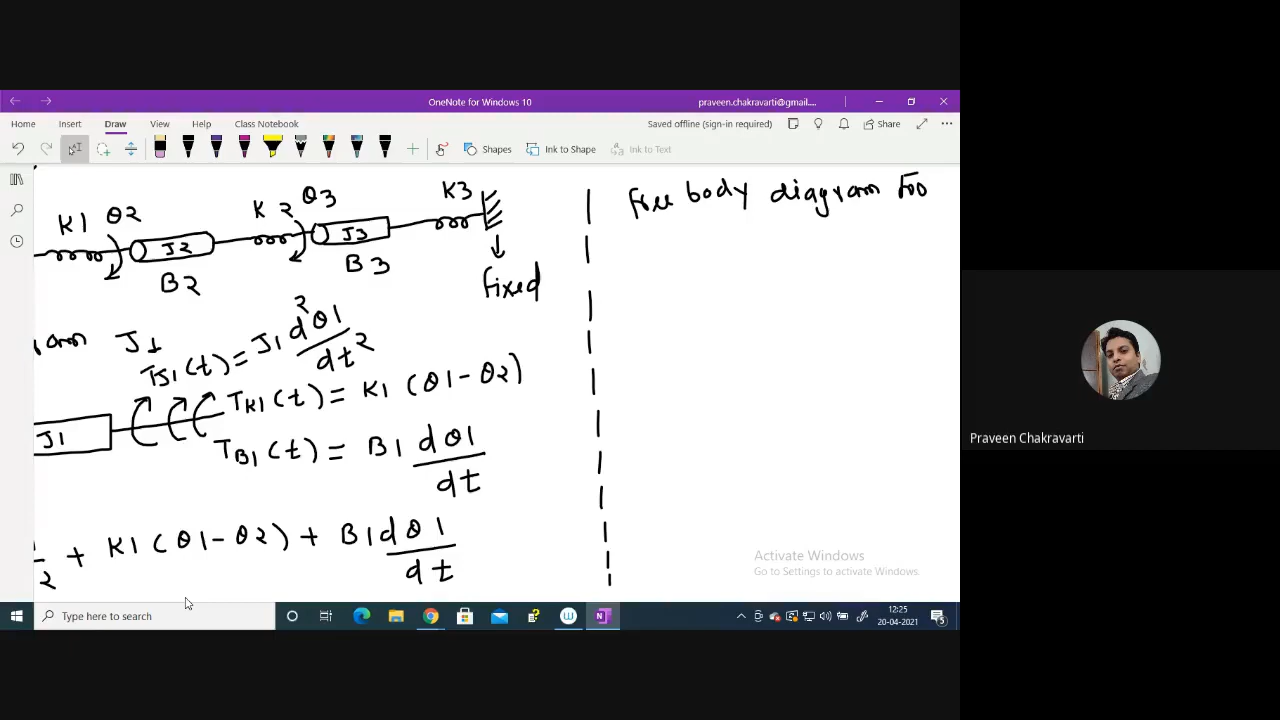 OneNote for Windows 10
praveen.chakravarti@gmail....
Home Insert Draw View Help Class Notebook
Saved offline (sign-in required)
Share
Shapes
Ink to Shape
Ink to Text
K1 θ2 K2 θ3 K3
J2 J3
B2 B3
fixed
J1
TJ1(t) = J1 d²θ1/dt²
TK1(t) = K1(θ1-θ2)
J1
TB1(t) = B1 dθ1/dt
2 + K1(θ1-θ2) + B1 dθ1/dt
free body diagram
Activate Windows
Go to Settings to activate Windows.
Praveen Chakravarti
Type here to search
12:25
20-04-2021
5